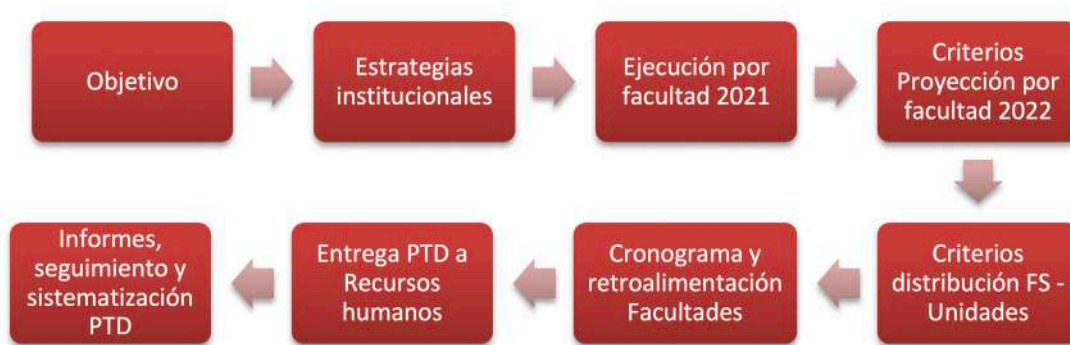 Objetivo
Estrategias
institucionales
Ejecución por
facultad 2021
Criterios
Proyección por
facultad 2022
Criterios
distribución FS -
Unidades
Cronograma y
retroalimentación
Facultades
Entrega PTD a
Recursos
humanos
Informes,
seguimiento y
sistematización
PTD